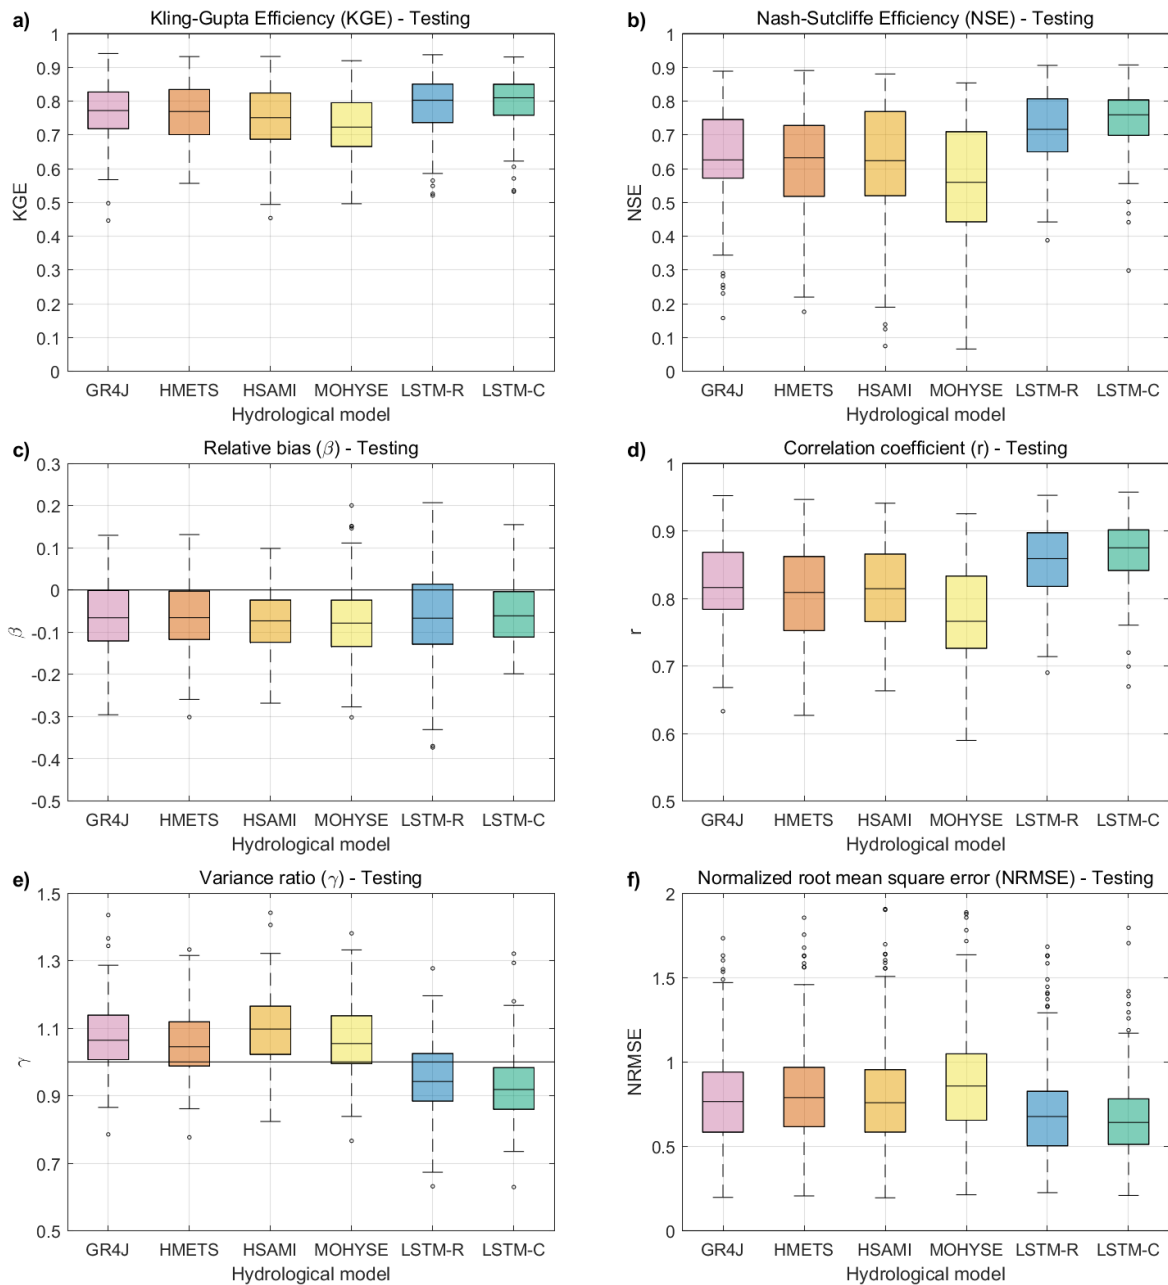 a) Kling-Gupta Efficiency (KGE) - Testing
1
0.9
0.8
0.7
0.6
0.5
0.4
0.3
0.2
0.1
0
KGE
GR4J HMETS HSAMI MOHYSE LSTM-R LSTM-C
Hydrological model
b) Nash-Sutcliffe Efficiency (NSE) - Testing
1
0.9
0.8
0.7
0.6
0.5
0.4
0.3
0.2
0.1
0
NSE
GR4J HMETS HSAMI MOHYSE LSTM-R LSTM-C
Hydrological model
c) Relative bias (β) - Testing
0.3
0.2
0.1
0
-0.1
-0.2
-0.3
-0.4
-0.5
β
GR4J HMETS HSAMI MOHYSE LSTM-R LSTM-C
Hydrological model
d) Correlation coefficient (r) - Testing
1
0.9
0.8
0.7
0.6
0.5
r
GR4J HMETS HSAMI MOHYSE LSTM-R LSTM-C
Hydrological model
e) Variance ratio (γ) - Testing
1.5
1.3
1.1
0.9
0.7
0.5
γ
GR4J HMETS HSAMI MOHYSE LSTM-R LSTM-C
Hydrological model
f) Normalized root mean square error (NRMSE) - Testing
2
1.5
1
0.5
0
NRMSE
GR4J HMETS HSAMI MOHYSE LSTM-R LSTM-C
Hydrological model